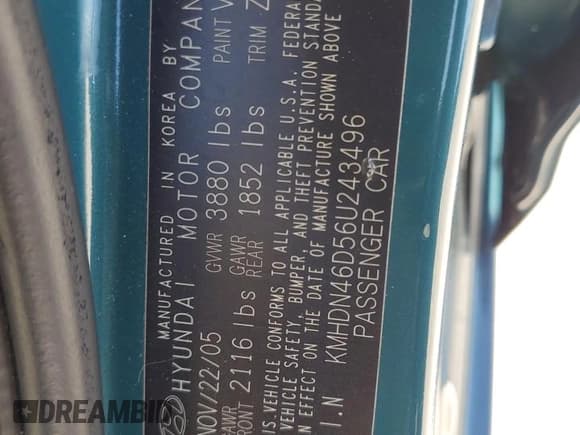 MANUFACTURED IN KOREA BY
HYUNDAI MOTOR COMPANY
NOV/22/05 GVWR 3880 lbs PAINT
GAWR FRONT 2116 lbs GAWR REAR 1852 lbs TRIM
VEHICLE CONFORMS TO ALL APPLICABLE U.S.A. FEDERA
VEHICLE SAFETY, BUMPER, AND THEFT PREVENTION STANDA
IN EFFECT ON THE DATE OF MANUFACTURE SHOWN ABOVE
I.N KMHDN46D56U243496
PASSENGER CAR
DREAMBID